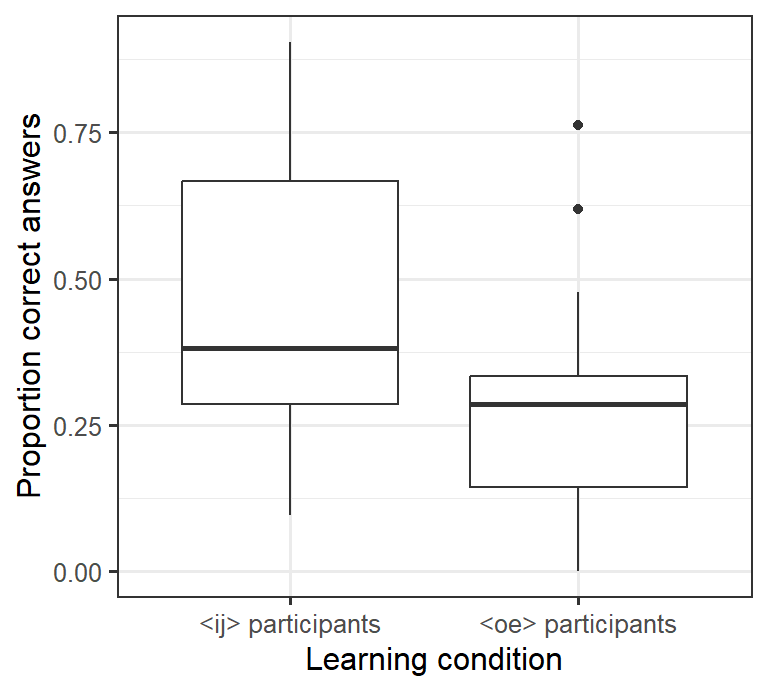 Proportion correct answers
0.75
0.50
0.25
0.00
<ij> participants
<oe> participants
Learning condition